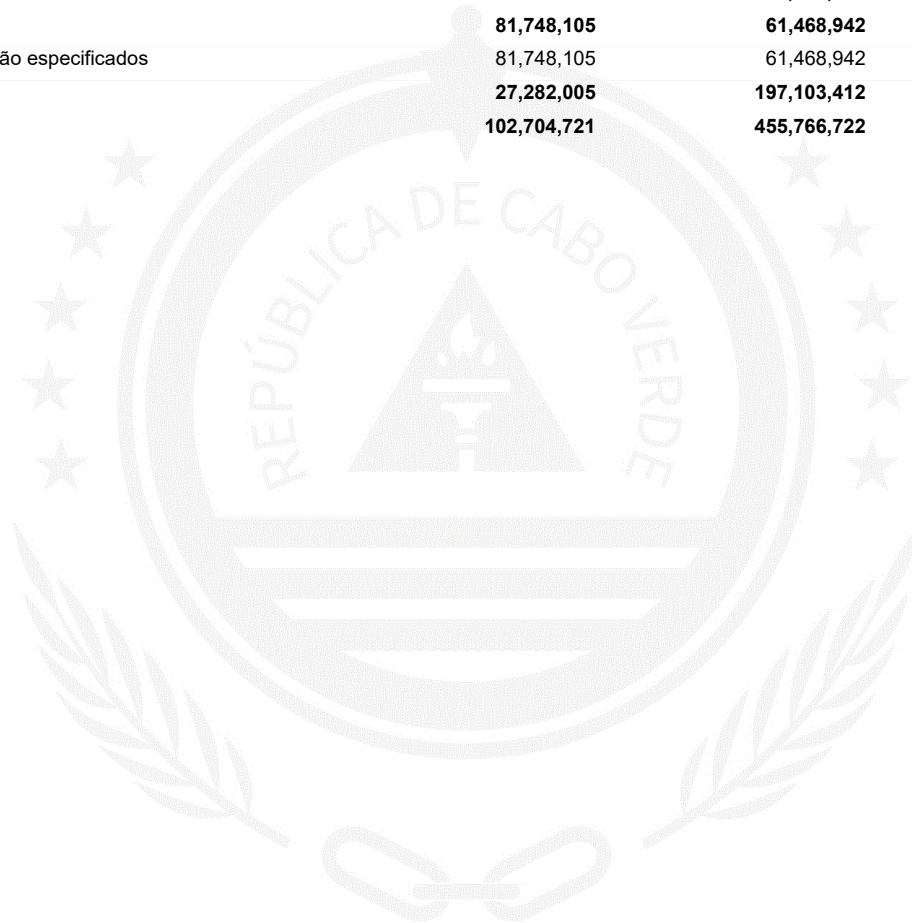 81,748,105 61,468,942
ão especificados 81,748,105 61,468,942
27,282,005 197,103,412
102,704,721 455,766,722
REPÚBLICA DE CABO VERDE